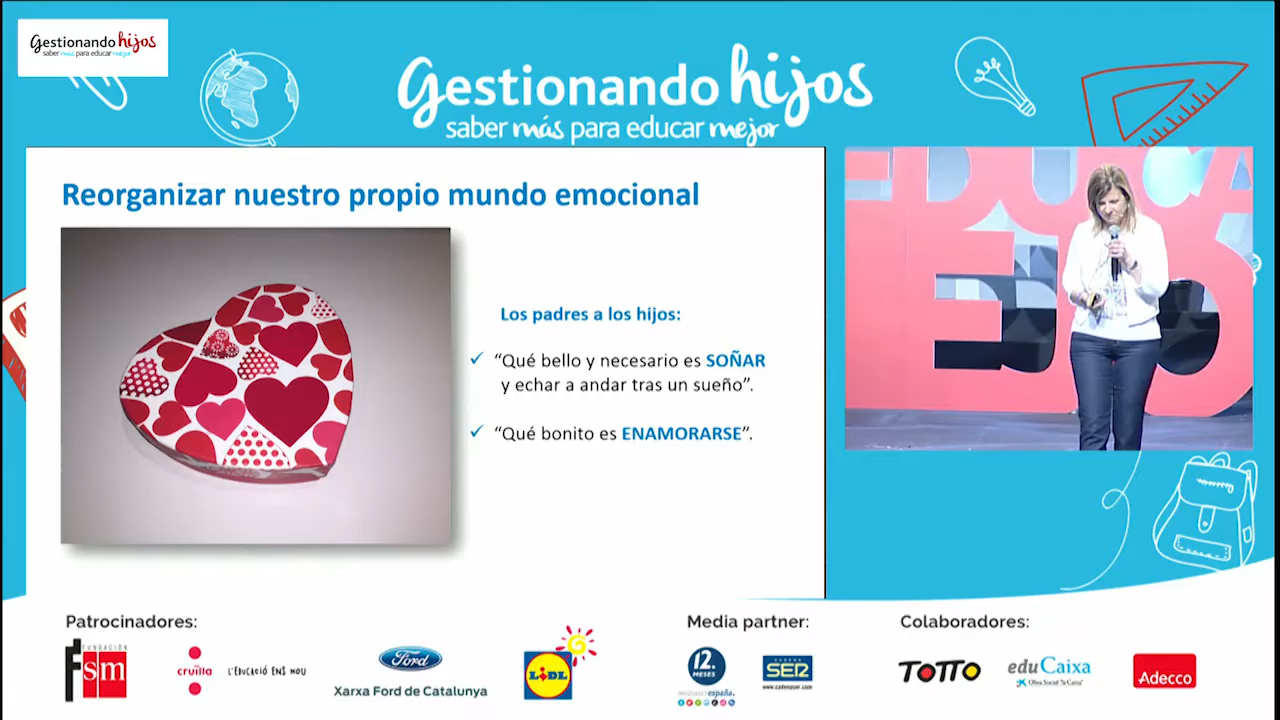 Gestionando hijos
saber más para educar mejor
Gestionando hijos
saber más para educar mejor
Reorganizar nuestro propio mundo emocional
Los padres a los hijos:
✓ “Qué bello y necesario es SOÑAR
y echar a andar tras un sueño”.
✓ “Qué bonito es ENAMORARSE”.
EDUCA
Patrocinadores:
Media partner:
Colaboradores:
FUNDACIÓN
sm
cruïlla
L'EDUCACIÓ ENS MOU
Ford
Xarxa Ford de Catalunya
LIDL
12.
MESES
MEDIASET españa.
CADENA
SER
www.cadenaser.com
TOTTO
eduCaixa
Obra Social "la Caixa"
Adecco